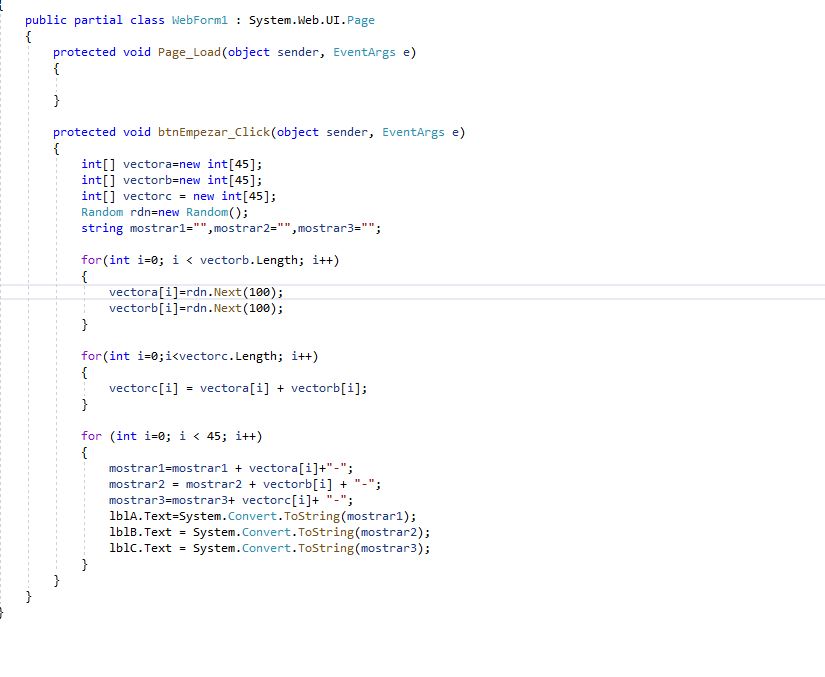 {
public partial class WebForm1 : System.Web.UI.Page
{
protected void Page_Load(object sender, EventArgs e)
{
}
protected void btnEmpezar_Click(object sender, EventArgs e)
{
int[] vectora=new int[45];
int[] vectorb=new int[45];
int[] vectorc = new int[45];
Random rdn=new Random();
string mostrar1="",mostrar2="",mostrar3="";
for(int i=0; i < vectorb.Length; i++)
{
vectora[i]=rdn.Next(100);
vectorb[i]=rdn.Next(100);
}
for(int i=0;i<vectorc.Length; i++)
{
vectorc[i] = vectora[i] + vectorb[i];
}
for (int i=0; i < 45; i++)
{
mostrar1=mostrar1 + vectora[i]+"-";
mostrar2 = mostrar2 + vectorb[i] + "-";
mostrar3=mostrar3+ vectorc[i]+ "-";
lblA.Text=System.Convert.ToString(mostrar1);
lblB.Text = System.Convert.ToString(mostrar2);
lblC.Text = System.Convert.ToString(mostrar3);
}
}
}
}